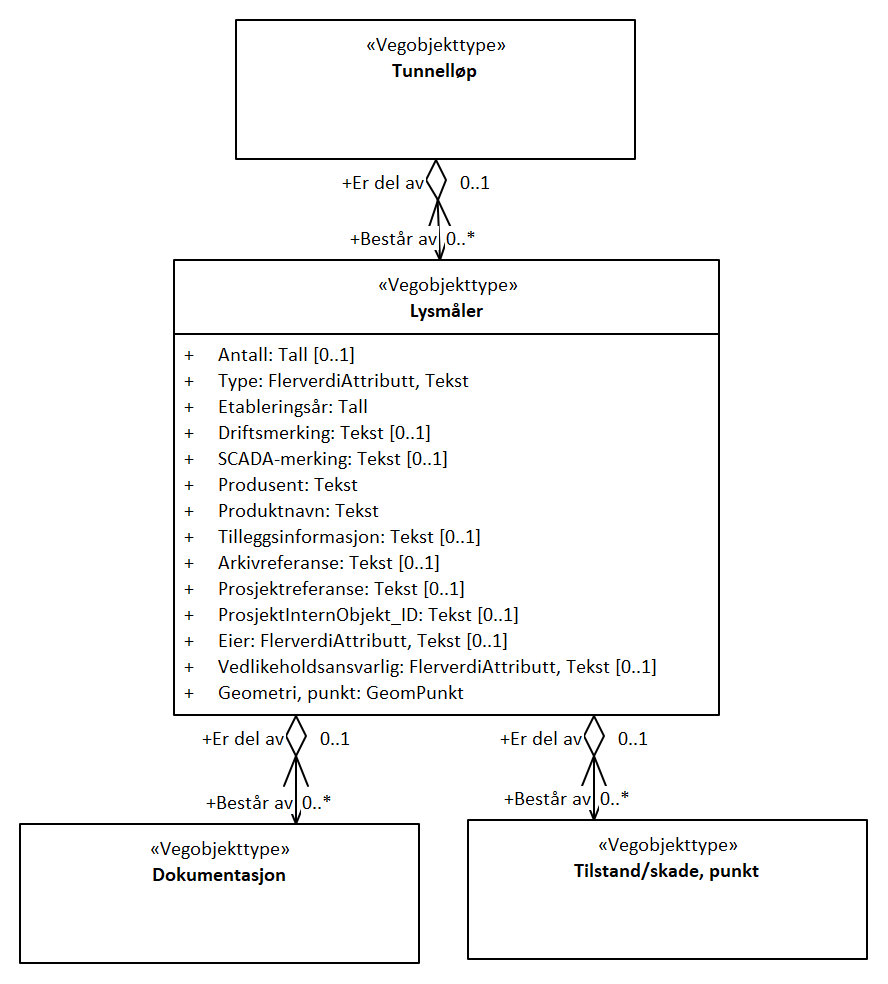 «Vegobjekttype»
Tunnelløp
+Er del av 0..1
+Består av 0..*
«Vegobjekttype»
Lysmåler
+ Antall: Tall [0..1]
+ Type: FlerverdiAttributt, Tekst
+ Etableringsår: Tall
+ Driftsmerking: Tekst [0..1]
+ SCADA-merking: Tekst [0..1]
+ Produsent: Tekst
+ Produktnavn: Tekst
+ Tilleggsinformasjon: Tekst [0..1]
+ Arkivreferanse: Tekst [0..1]
+ Prosjektreferanse: Tekst [0..1]
+ ProsjektInternObjekt_ID: Tekst [0..1]
+ Eier: FlerverdiAttributt, Tekst [0..1]
+ Vedlikeholdsansvarlig: FlerverdiAttributt, Tekst [0..1]
+ Geometri, punkt: GeomPunkt
+Er del av 0..1
+Består av 0..*
«Vegobjekttype»
Dokumentasjon
+Er del av 0..1
+Består av 0..*
«Vegobjekttype»
Tilstand/skade, punkt